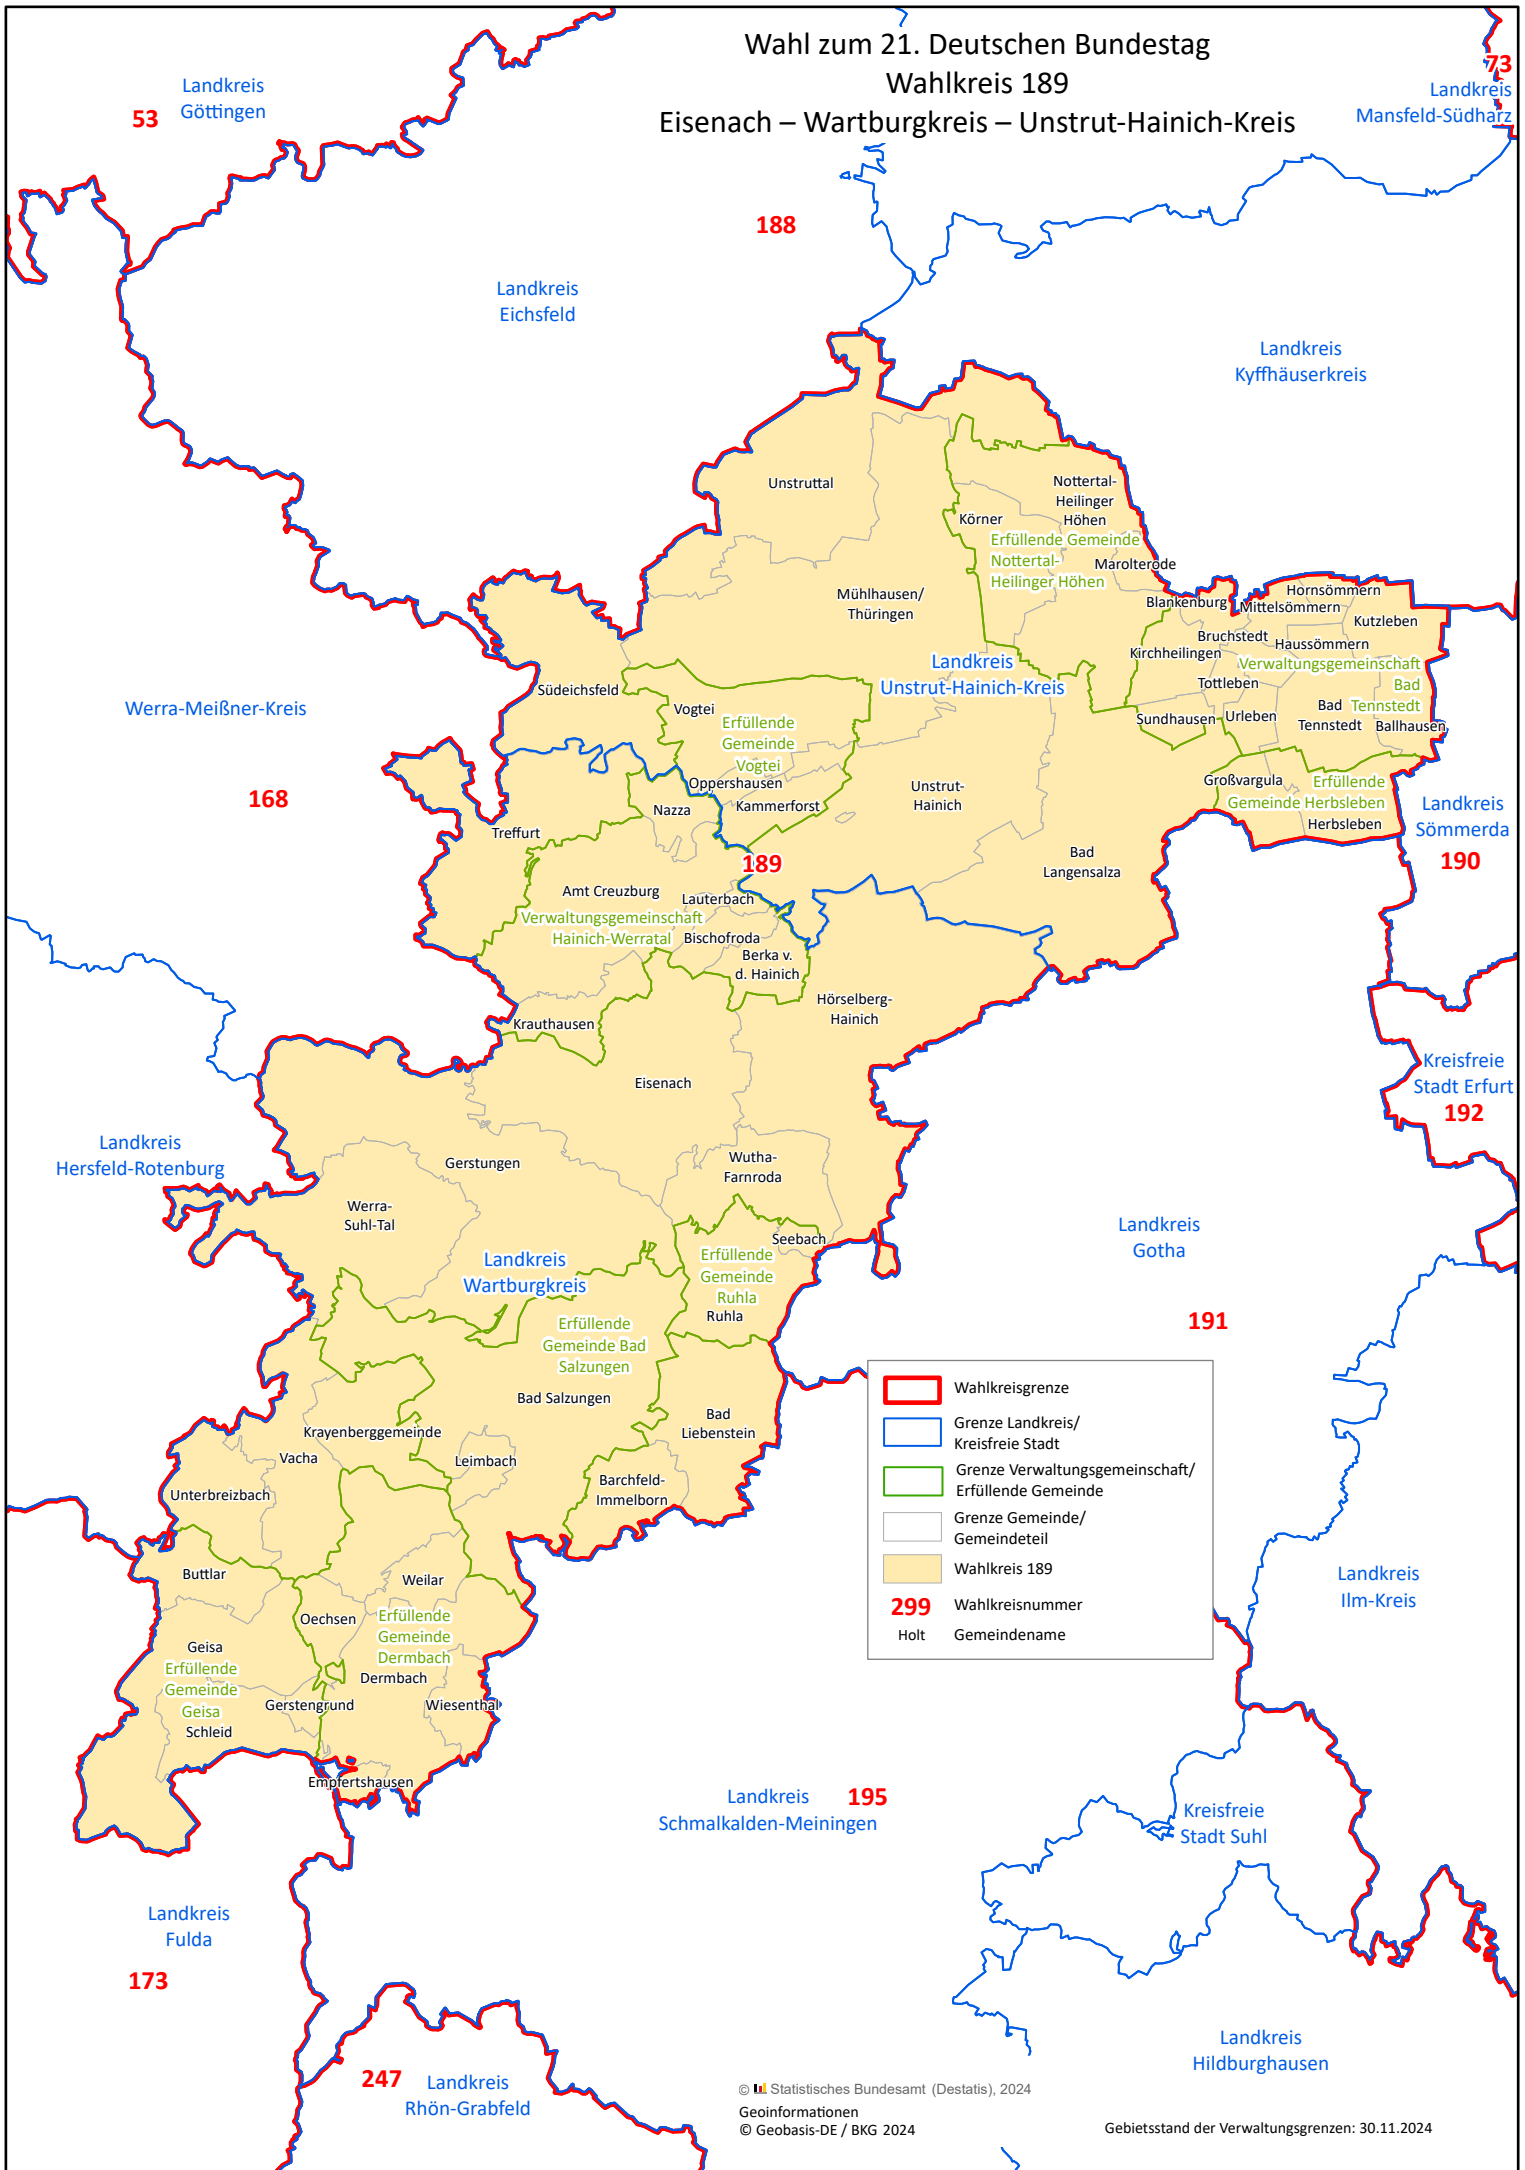 Wahl zum 21. Deutschen Bundestag
Wahlkreis 189
Eisenach – Wartburgkreis – Unstrut-Hainich-Kreis
73
Landkreis
Mansfeld-Südharz
Landkreis
Göttingen
53
188
Landkreis
Eichsfeld
Landkreis
Kyffhäuserkreis
Unstruttal
Nottertal-
Heilinger
Höhen
Körner
Erfüllende Gemeinde
Nottertal-
Heilinger Höhen
Marolterode
Mühlhausen/
Thüringen
Blankenburg
Hornsömmern
Mittelsömmern
Kutzleben
Bruchstedt
Haussömmern
Kirchheilingen
Verwaltungsgemeinschaft
Bad
Tennstedt
Tottleben
Sundhausen
Urleben
Bad
Tennstedt
Ballhausen
Landkreis
Unstrut-Hainich-Kreis
Südeichsfeld
Vogtei
Erfüllende
Gemeinde
Vogtei
Oppershausen
Kammerforst
Unstrut-
Hainich
Großvargula
Erfüllende
Gemeinde Herbsleben
Herbsleben
Landkreis
Sömmerda
190
Werra-Meißner-Kreis
168
Treffurt
Nazza
189
Bad
Langensalza
Amt Creuzburg
Lauterbach
Verwaltungsgemeinschaft
Hainich-Werratal
Bischofroda
Berka v.
d. Hainich
Hörselberg-
Hainich
Krauthausen
Eisenach
Kreisfreie
Stadt Erfurt
192
Landkreis
Hersfeld-Rotenburg
Gerstungen
Wutha-
Farnroda
Werra-
Suhl-Tal
Seebach
Landkreis
Wartburgkreis
Erfüllende
Gemeinde
Ruhla
Ruhla
Landkreis
Gotha
191
Erfüllende
Gemeinde Bad
Salzungen
Bad Salzungen
Bad
Liebenstein
Krayenberggemeinde
Vacha
Leimbach
Barchfeld-
Immelborn
Unterbreizbach
Buttlar
Weilar
Oechsen
Erfüllende
Gemeinde
Dermbach
Dermbach
Geisa
Erfüllende
Gemeinde
Geisa
Schleid
Gerstengrund
Wiesenthal
Empfertshausen
Wahlkreisgrenze
Grenze Landkreis/
Kreisfreie Stadt
Grenze Verwaltungsgemeinschaft/
Erfüllende Gemeinde
Grenze Gemeinde/
Gemeindeteil
Wahlkreis 189
299 Wahlkreisnummer
Holt Gemeindename
Landkreis
Ilm-Kreis
Landkreis
Schmalkalden-Meiningen
195
Kreisfreie
Stadt Suhl
Landkreis
Fulda
173
247
Landkreis
Rhön-Grabfeld
Landkreis
Hildburghausen
© Statistisches Bundesamt (Destatis), 2024
Geoinformationen
© Geobasis-DE / BKG 2024
Gebietsstand der Verwaltungsgrenzen: 30.11.2024